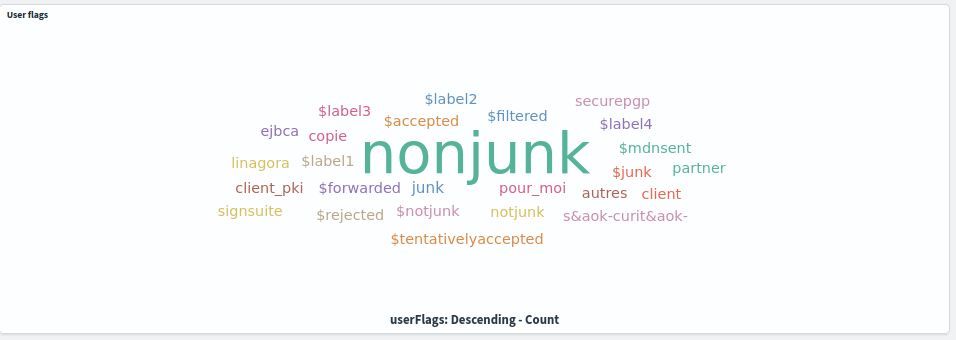 User flags
$label2
securepgp
$label3
$filtered
$accepted
$label4
ejbca
copie
nonjunk
$mdnsent
linagora
$label1
$junk
partner
client_pki
$forwarded
junk
pour_moi
autres
client
signsuite
$rejected
$notjunk
notjunk
s&aok-curit&aok-
$tentativelyaccepted
userFlags: Descending - Count